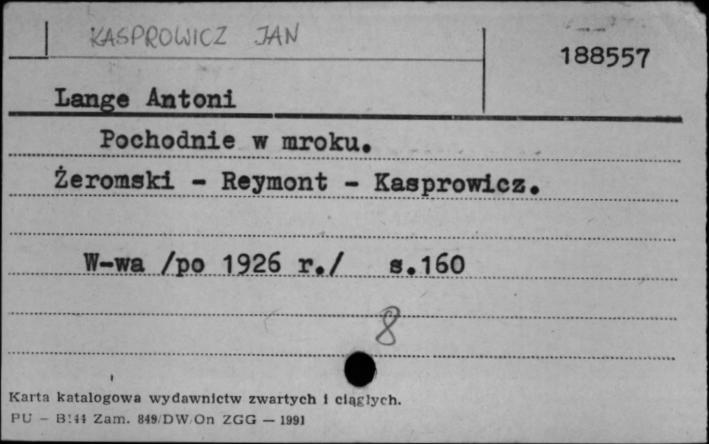 KASPROWICZ JAN
188557
Lange Antoni
Pochodnie w mroku.
Żeromski - Reymont - Kasprowicz.
W-wa /po 1926 r./ s.160
8
Karta katalogowa wydawnictw zwartych i ciągłych.
PU - B144 Zam. 849/DW/On ZGG - 1991